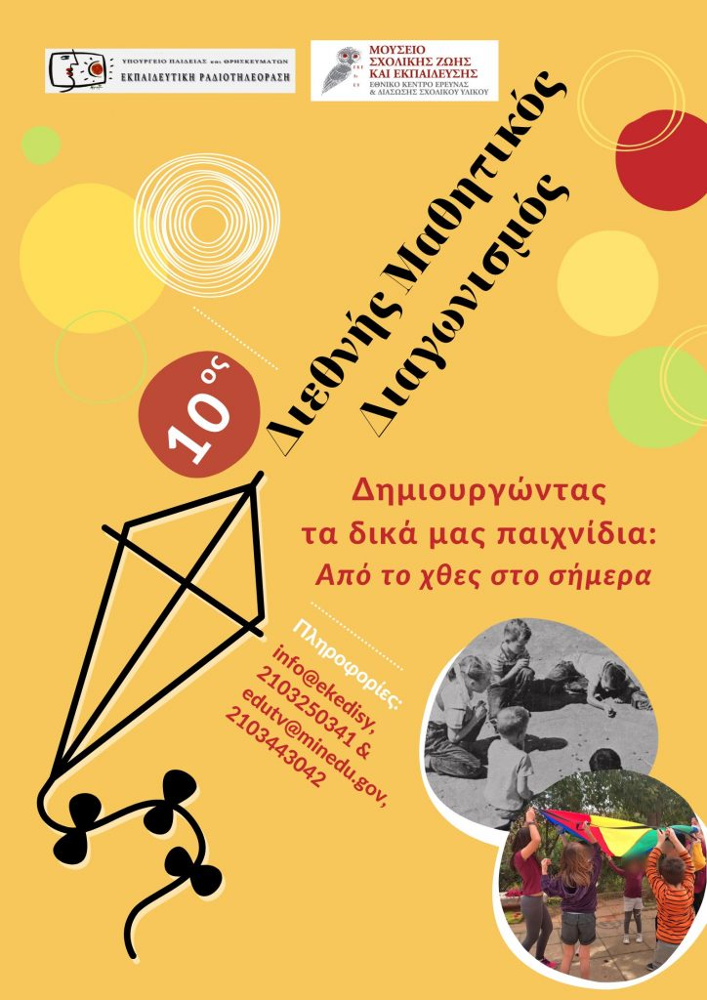 ΥΠΟΥΡΓΕΙΟ ΠΑΙΔΕΙΑΣ και ΘΡΗΣΚΕΥΜΑΤΩΝ
ΕΚΠΑΙΔΕΥΤΙΚΗ ΡΑΔΙΟΤΗΛΕΟΡΑΣΗ
ΜΟΥΣΕΙΟ
ΣΧΟΛΙΚΗΣ ΖΩΗΣ
ΚΑΙ ΕΚΠΑΙΔΕΥΣΗΣ
ΕΘΝΙΚΟ ΚΕΝΤΡΟ ΕΡΕΥΝΑΣ
& ΔΙΑΣΩΣΗΣ ΣΧΟΛΙΚΟΥ ΥΛΙΚΟΥ
10ος
Διεθνής Μαθητικός
Διαγωνισμός
Δημιουργώντας
τα δικά μας παιχνίδια:
Από το χθες στο σήμερα
Πληροφορίες:
info@ekedisy,
2103250341 &
edutv@minedu.gov,
2103443042